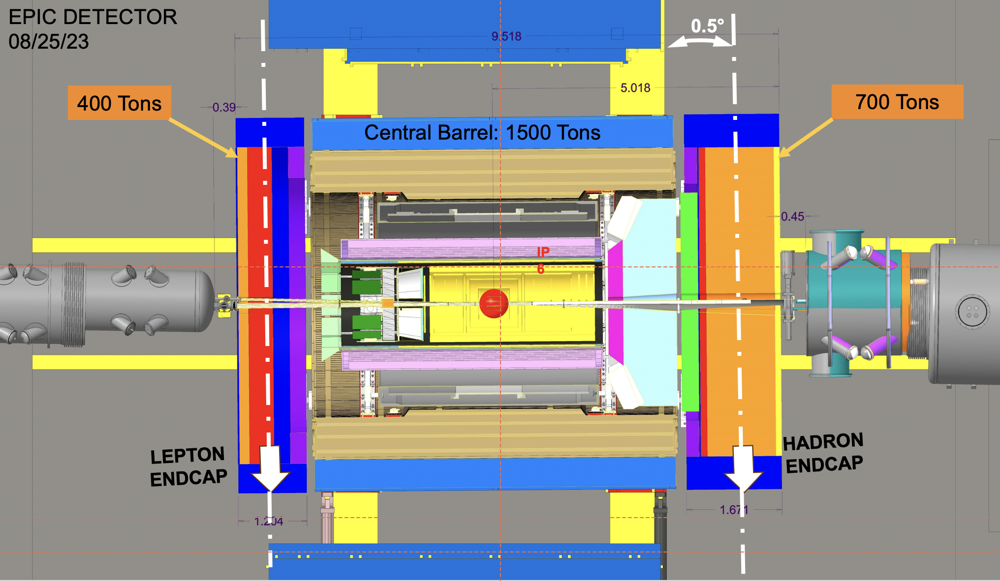 EPIC DETECTOR
08/25/23
0.5°
9.518
5.018
400 Tons
700 Tons
0.39
Central Barrel: 1500 Tons
0.45
IP
6
LEPTON
ENDCAP
HADRON
ENDCAP
1.204
1.671